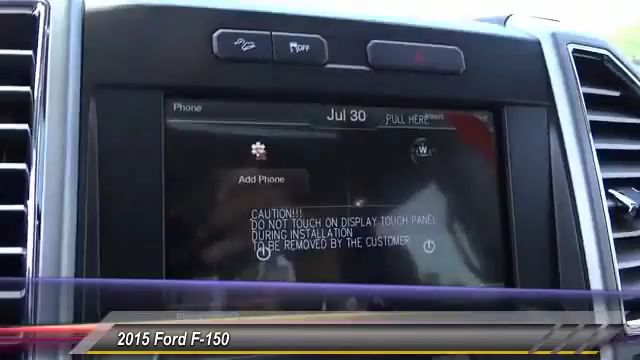 OFF
Phone
Jul 30
PULL HERE
W
Add Phone
CAUTION!!!
DO NOT TOUCH ON DISPLAY TOUCH PANEL
DURING INSTALLATION
TO BE REMOVED BY THE CUSTOMER
2015 Ford F-150